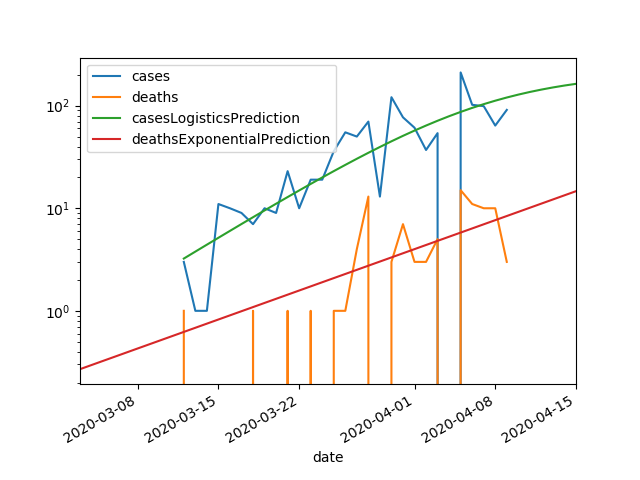 cases
deaths
casesLogisticsPrediction
deathsExponentialPrediction
10²
10¹
10⁰
2020-03-08
2020-03-15
2020-03-22
2020-04-01
2020-04-08
2020-04-15
date